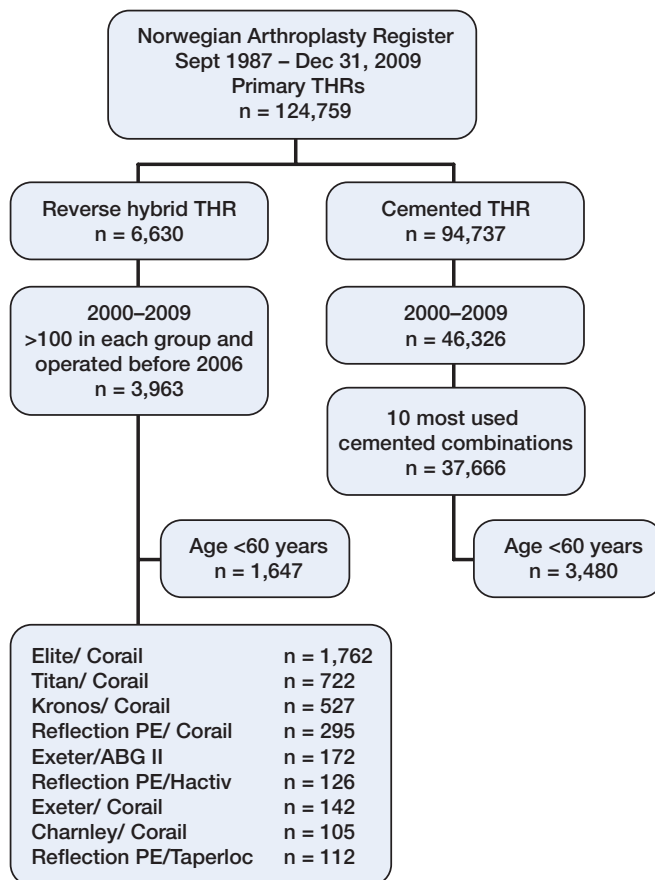 Norwegian Arthroplasty Register
Sept 1987 – Dec 31, 2009
Primary THRs
n = 124,759
Reverse hybrid THR
n = 6,630
Cemented THR
n = 94,737
2000–2009
>100 in each group and
operated before 2006
n = 3,963
2000–2009
n = 46,326
10 most used
cemented combinations
n = 37,666
Age <60 years
n = 1,647
Age <60 years
n = 3,480
Elite/ Corail n = 1,762
Titan/ Corail n = 722
Kronos/ Corail n = 527
Reflection PE/ Corail n = 295
Exeter/ABG II n = 172
Reflection PE/Hactiv n = 126
Exeter/ Corail n = 142
Charnley/ Corail n = 105
Reflection PE/Taperloc n = 112